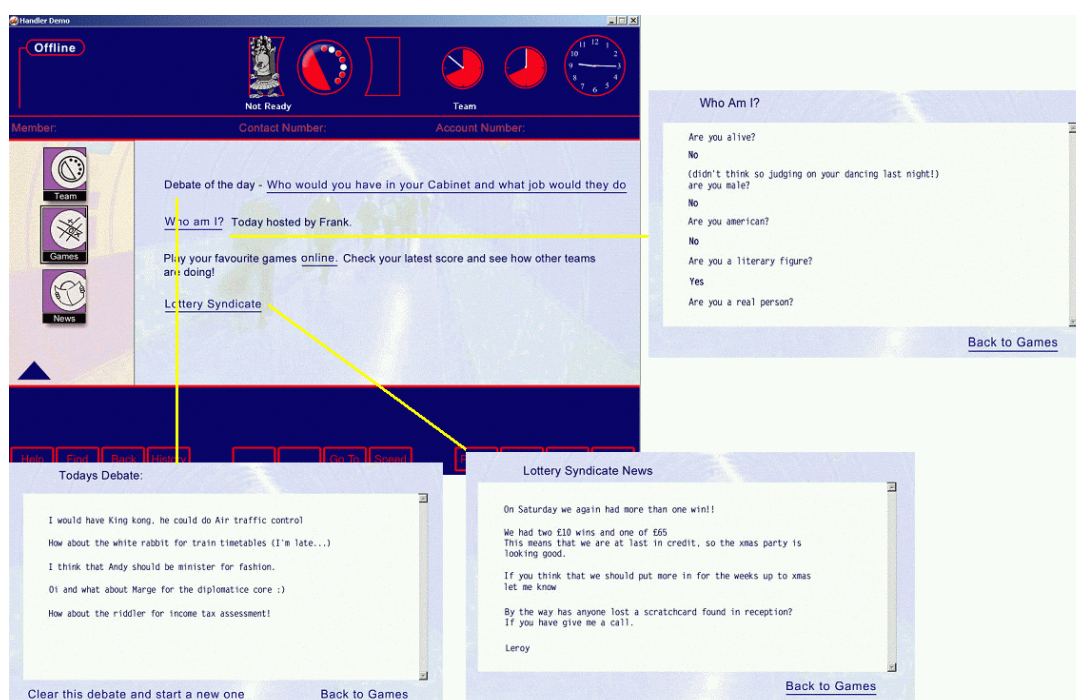 Handler Demo
Offline
11 12 1
10 2
9 3
8 4
7 6 5
Not Ready
Team
Member:
Contact Number:
Account Number:
Team
Games
News
Debate of the day - Who would you have in your Cabinet and what job would they do
Who am I? Today hosted by Frank.
Play your favourite games online. Check your latest score and see how other teams
are doing!
Lottery Syndicate
Help Find Back History Go To Speed
Who Am I?
Are you alive?
No
(didn't think so judging on your dancing last night!)
are you male?
No
Are you american?
No
Are you a literary figure?
Yes
Are you a real person?
Back to Games
Todays Debate:
I would have King kong, he could do Air traffic control
How about the white rabbit for train timetables (I'm late...)
I think that Andy should be minister for fashion.
Oi and what about Marge for the diplomatice core :)
How about the riddler for income tax assessment!
Clear this debate and start a new one
Back to Games
Lottery Syndicate News
On Saturday we again had more than one win!!
We had two £10 wins and one of £65
This means that we are at last in credit, so the xmas party is
looking good.
If you think that we should put more in for the weeks up to xmas
let me know
By the way has anyone lost a scratchcard found in reception?
If you have give me a call.
Leroy
Back to Games